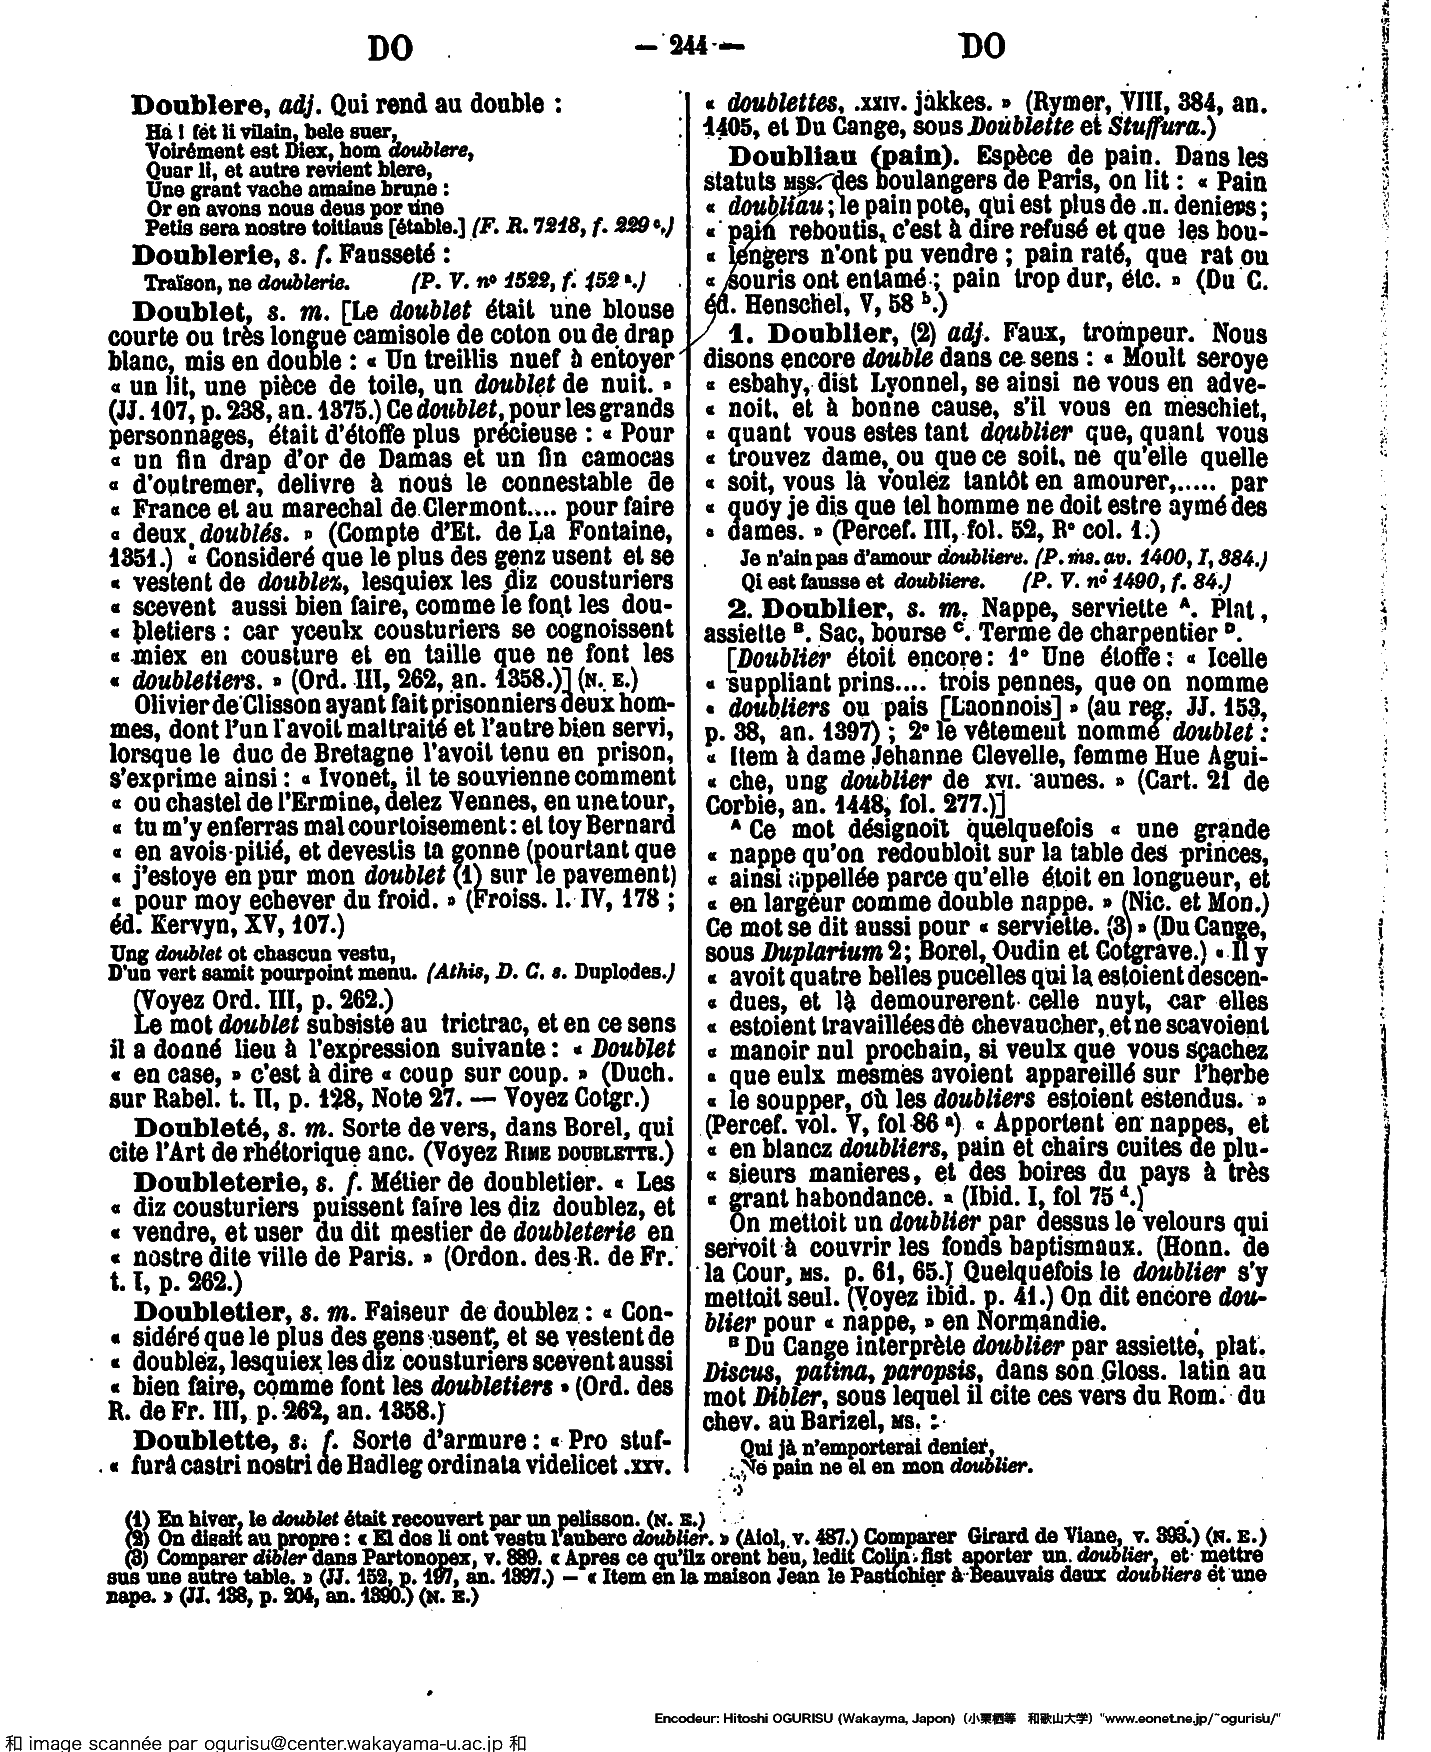 DO
— 244 —
DO
Doublere, adj. Qui rend au double :
Ha ! fet li vilain, bele suer,
Voirément est Diex, hom doublere,
Quar li, et autre revient biere,
Une grant vache amaine brune :
Or en avons nous deus por une
Petis sera nostre toitiaus [étable.] (F. R. 7218, f. 229 c.)
Doublerie, s. f. Fausseté :
Traïson, ne doublerie. (P. V. no 1522, f. 152 a.)
Doublet, s. m. [Le doublet était une blouse
courte ou très longue camisole de coton ou de drap
blanc, mis en double : « Un treillis nuef à entoyer
« un lit, une pièce de toile, un doublet de nuit. »
(JJ. 107, p. 238, an. 1375.) Ce doublet, pour les grands
personnages, était d'étoffe plus précieuse : « Pour
« un fin drap d'or de Damas et un fin camocas
« d'outremer, delivre à nous le connestable de
« France et au marechal de Clermont.... pour faire
« deux doublés. » (Compte d'Et. de La Fontaine,
1351.) « Consideré que le plus des genz usent et se
« vestent de doublez, lesquiex les diz cousturiers
« scevent aussi bien faire, comme le font les dou-
« bletiers : car yceulx cousturiers se cognoissent
« miex en cousture et en taille que ne font les
« doubletiers. » (Ord. III, 262, an. 1358.)] (N. E.)
Olivier de Clisson ayant fait prisonniers deux hom-
mes, dont l'un l'avoit maltraité et l'autre bien servi,
lorsque le duc de Bretagne l'avoit tenu en prison,
s'exprime ainsi : « Ivonet, il te souvienne comment
« ou chastel de l'Ermine, delez Vennes, en une tour,
« tu m'y enferras mal courtoisement : et toy Bernard
« en avois pitié, et devestis ta gonne (pourtant que
« j'estoye en pur mon doublet (1) sur le pavement)
« pour moy echever du froid. » (Froiss. l. IV, 178 ;
éd. Kervyn, XV, 107.)
Ung doublet ot chascun vestu,
D'un vert samit pourpoint menu. (Athis, D. C. s. Duplodes.)
(Voyez Ord. III, p. 262.)
Le mot doublet subsiste au trictrac, et en ce sens
il a donné lieu à l'expression suivante : « Doublet
« en case, » c'est à dire « coup sur coup. » (Duch.
sur Rabel. t. II, p. 128, Note 27. — Voyez Cotgr.)
Doubleté, s. m. Sorte de vers, dans Borel, qui
cite l'Art de rhétorique anc. (Voyez RIME DOUBLETTE.)
Doubleterie, s. f. Métier de doubletier. « Les
« diz cousturiers puissent faire les diz doublez, et
« vendre, et user du dit mestier de doubleterie en
« nostre dite ville de Paris. » (Ordon. des R. de Fr.
t. I, p. 262.)
Doubletier, s. m. Faiseur de doublez : « Con-
« sidéré que le plus des gens usent, et se vestent de
« doublez, lesquiex les diz cousturiers scevent aussi
« bien faire, comme font les doubletiers » (Ord. des
R. de Fr. III, p. 262, an. 1358.)
Doublette, s. f. Sorte d'armure : « Pro stuf-
« furâ castri nostri de Hadleg ordinata videlicet .xxv.
« doublettes, .xxiv. jakkes. » (Rymer, VIII, 384, an.
1405, et Du Cange, sous Doublette et Stuffura.)
Doubliau (pain). Espèce de pain. Dans les
statuts MSS. des boulangers de Paris, on lit : « Pain
« doubliau ; le pain pote, qui est plus de .II. deniers ;
« pain reboutis, c'est à dire refusé et que les bou-
« lengers n'ont pu vendre ; pain raté, que rat ou
« souris ont entamé ; pain trop dur, etc. » (Du C.
éd. Henschel, V, 58 b.)
1. Doublier, (2) adj. Faux, trompeur. Nous
disons encore double dans ce sens : « Moult seroye
« esbahy, dist Lyonnel, se ainsi ne vous en adve-
« noit, et à bonne cause, s'il vous en meschiet,
« quant vous estes tant doublier que, quant vous
« trouvez dame, ou que ce soit, ne qu'elle quelle
« soit, vous là voulez tantôt en amourer,..... par
« quoy je dis que tel homme ne doit estre aymé des
« dames. » (Percef. III, fol. 52, Ro col. 1.)
Je n'ain pas d'amour doubliere. (P. ms. av. 1400, I, 384.)
Qi est fausse et doubliere. (P. V. no 1490, f. 84.)
2. Doublier, s. m. Nappe, serviette A. Plat,
assiette B. Sac, bourse C. Terme de charpentier D.
[Doublier étoit encore : 1o Une étoffe : « Icelle
« suppliant prins.... trois pennes, que on nomme
« doubliers ou pais [Laonnois] » (au reg. JJ. 153,
p. 38, an. 1397) ; 2o le vêtement nommé doublet :
« Item à dame Jehanne Clevelle, femme Hue Agui-
« che, ung doublier de XVI. aunes. » (Cart. 21 de
Corbie, an. 1448, fol. 277.)]
A Ce mot désignoit quelquefois « une grande
« nappe qu'on redoubloit sur la table des princes,
« ainsi appellée parce qu'elle étoit en longueur, et
« en largeur comme double nappe. » (Nic. et Mon.)
Ce mot se dit aussi pour « serviette. (3) » (Du Cange,
sous Duplarium 2 ; Borel, Oudin et Cotgrave.) « Il y
« avoit quatre belles pucelles qui la estoient descen-
« dues, et là demourerent celle nuyt, car elles
« estoient travaillées de chevaucher, et ne scavoient
« manoir nul prochain, si veulx que vous sçachez
« que eulx mesmes avoient appareillé sur l'herbe
« le soupper, où les doubliers estoient estendus. »
(Percef. vol. V, fol 86 a) « Apportent en nappes, et
« en blancz doubliers, pain et chairs cuites de plu-
« sieurs manieres, et des boires du pays à très
« grant habondance. » (Ibid. I, fol 75 d.)
On mettoit un doublier par dessus le velours qui
servoit à couvrir les fonds baptismaux. (Honn. de
la Cour, MS. p. 61, 65.) Quelquefois le doublier s'y
mettoit seul. (Voyez ibid. p. 41.) On dit encore dou-
blier pour « nappe, » en Normandie.
B Du Cange interprète doublier par assiette, plat.
Discus, patina, paropsis, dans son Gloss. latin au
mot Dibler, sous lequel il cite ces vers du Rom. du
chev. au Barizel, MS. :
Qui jà n'emporterai denier,
Ne pain ne el en mon doublier.
(1) En hiver, le doublet était recouvert par un pelisson. (N. E.)
(2) On disait au propre : « El dos li ont vestu l'auberc doublier. » (Aiol, v. 487.) Comparer Girard de Viane, v. 393.) (N. E.)
(3) Comparer dibler dans Partonopex, v. 889. « Apres ce qu'ilz orent beu, ledit Colin fist aporter un doublier, et mettre
sus une autre table. » (JJ. 152, p. 197, an. 1397.) — « Item en la maison Jean le Pastichier à Beauvais deux doubliers et une
nape. » (JJ. 138, p. 204, an. 1390.) (N. E.)
Encodeur: Hitoshi OGURISU (Wakayma, Japon) (小栗栖等 和歌山大学) "www.eonet.ne.jp/~ogurisu/"
和 image scannée par ogurisu@center.wakayama-u.ac.jp 和